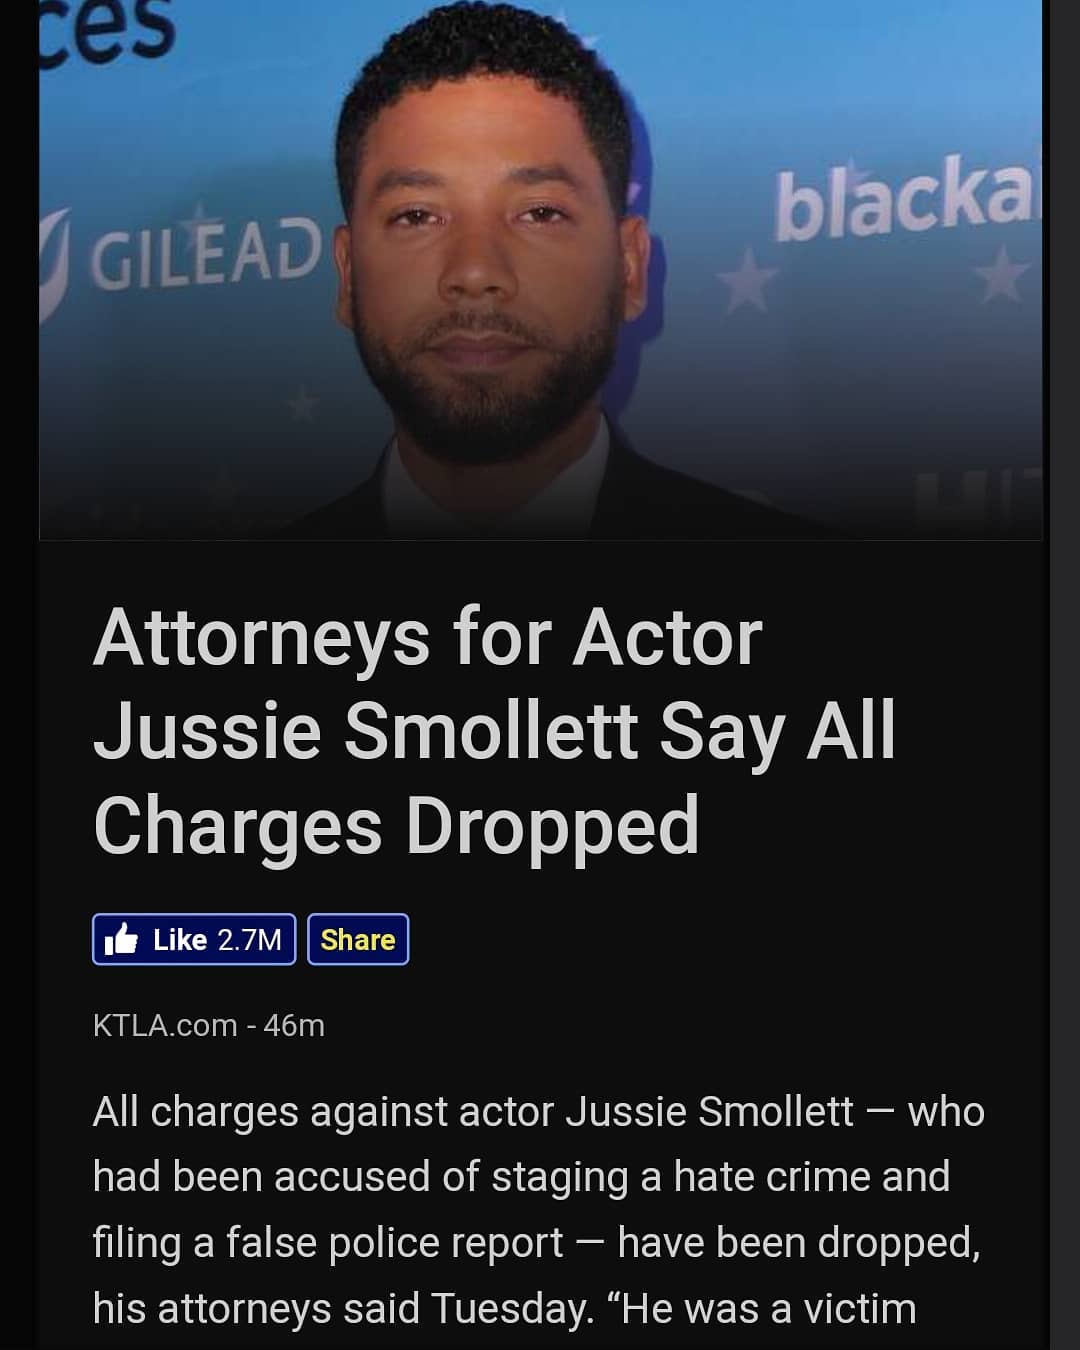 ces
GILEAD
blacka
HIT
Attorneys for Actor
Jussie Smollett Say All
Charges Dropped
Like 2.7M
Share
KTLA.com - 46m
All charges against actor Jussie Smollett — who
had been accused of staging a hate crime and
filing a false police report — have been dropped,
his attorneys said Tuesday. “He was a victim